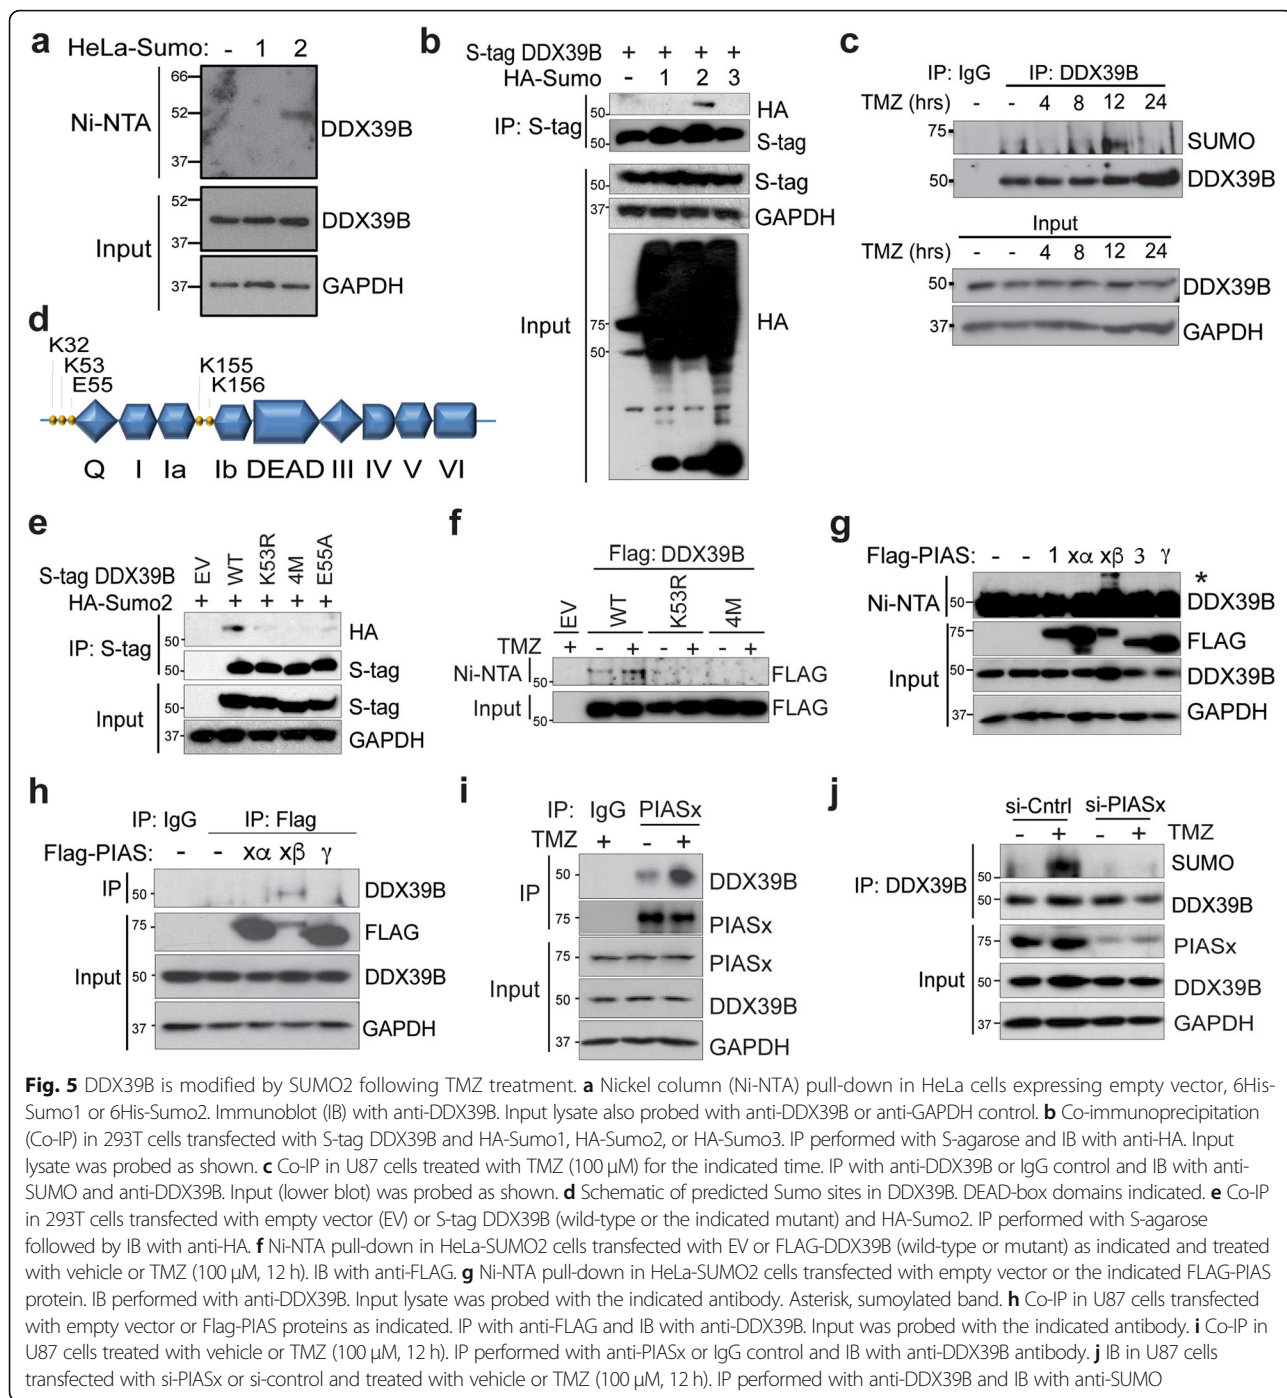 a
HeLa-Sumo: - 1 2
66
52
37
Ni-NTA
DDX39B
52
37
Input
DDX39B
37
GAPDH
b
S-tag DDX39B + + + +
HA-Sumo - 1 2 3
IP: S-tag
50
HA
50
S-tag
50
S-tag
37
GAPDH
Input
75
50
HA
c
IP: IgG IP: DDX39B
TMZ (hrs) - - 4 8 12 24
75
SUMO
50
DDX39B
Input
TMZ (hrs) - - 4 8 12 24
50
DDX39B
37
GAPDH
d
K32
K53
E55
K155
K156
Q I Ia Ib DEAD III IV V VI
e
S-tag DDX39B EV WT K53R 4M E55A
HA-Sumo2 + + + + +
IP: S-tag
50
HA
50
S-tag
Input
50
S-tag
37
GAPDH
f
Flag: DDX39B
EV WT K53R 4M
TMZ + - + - + - +
Ni-NTA
50
FLAG
Input
50
FLAG
g
Flag-PIAS: - - 1 xα xβ 3 γ
*
Ni-NTA
50
DDX39B
75
FLAG
Input
50
DDX39B
37
GAPDH
h
IP: IgG IP: Flag
Flag-PIAS: - - xα xβ γ
IP
50
DDX39B
75
FLAG
Input
50
DDX39B
37
GAPDH
i
IP: IgG PIASx
TMZ + - +
IP
50
DDX39B
75
PIASx
Input
75
PIASx
50
DDX39B
37
GAPDH
j
si-Cntrl si-PIASx
- + - + TMZ
IP: DDX39B
50
SUMO
50
DDX39B
75
PIASx
Input
50
DDX39B
37
GAPDH
Fig. 5 DDX39B is modified by SUMO2 following TMZ treatment. a Nickel column (Ni-NTA) pull-down in HeLa cells expressing empty vector, 6His-
Sumo1 or 6His-Sumo2. Immunoblot (IB) with anti-DDX39B. Input lysate also probed with anti-DDX39B or anti-GAPDH control. b Co-immunoprecipitation
(Co-IP) in 293T cells transfected with S-tag DDX39B and HA-Sumo1, HA-Sumo2, or HA-Sumo3. IP performed with S-agarose and IB with anti-HA. Input
lysate was probed as shown. c Co-IP in U87 cells treated with TMZ (100 μM) for the indicated time. IP with anti-DDX39B or IgG control and IB with anti-
SUMO and anti-DDX39B. Input (lower blot) was probed as shown. d Schematic of predicted Sumo sites in DDX39B. DEAD-box domains indicated. e Co-IP
in 293T cells transfected with empty vector (EV) or S-tag DDX39B (wild-type or the indicated mutant) and HA-Sumo2. IP performed with S-agarose
followed by IB with anti-HA. f Ni-NTA pull-down in HeLa-SUMO2 cells transfected with EV or FLAG-DDX39B (wild-type or mutant) as indicated and treated
with vehicle or TMZ (100 μM, 12 h). IB with anti-FLAG. g Ni-NTA pull-down in HeLa-SUMO2 cells transfected with empty vector or the indicated FLAG-PIAS
protein. IB performed with anti-DDX39B. Input lysate was probed with the indicated antibody. Asterisk, sumoylated band. h Co-IP in U87 cells transfected
with empty vector or Flag-PIAS proteins as indicated. IP with anti-FLAG and IB with anti-DDX39B. Input was probed with the indicated antibody. i Co-IP in
U87 cells treated with vehicle or TMZ (100 μM, 12 h). IP performed with anti-PIASx or IgG control and IB with anti-DDX39B antibody. j IB in U87 cells
transfected with si-PIASx or si-control and treated with vehicle or TMZ (100 μM, 12 h). IP performed with anti-DDX39B and IB with anti-SUMO